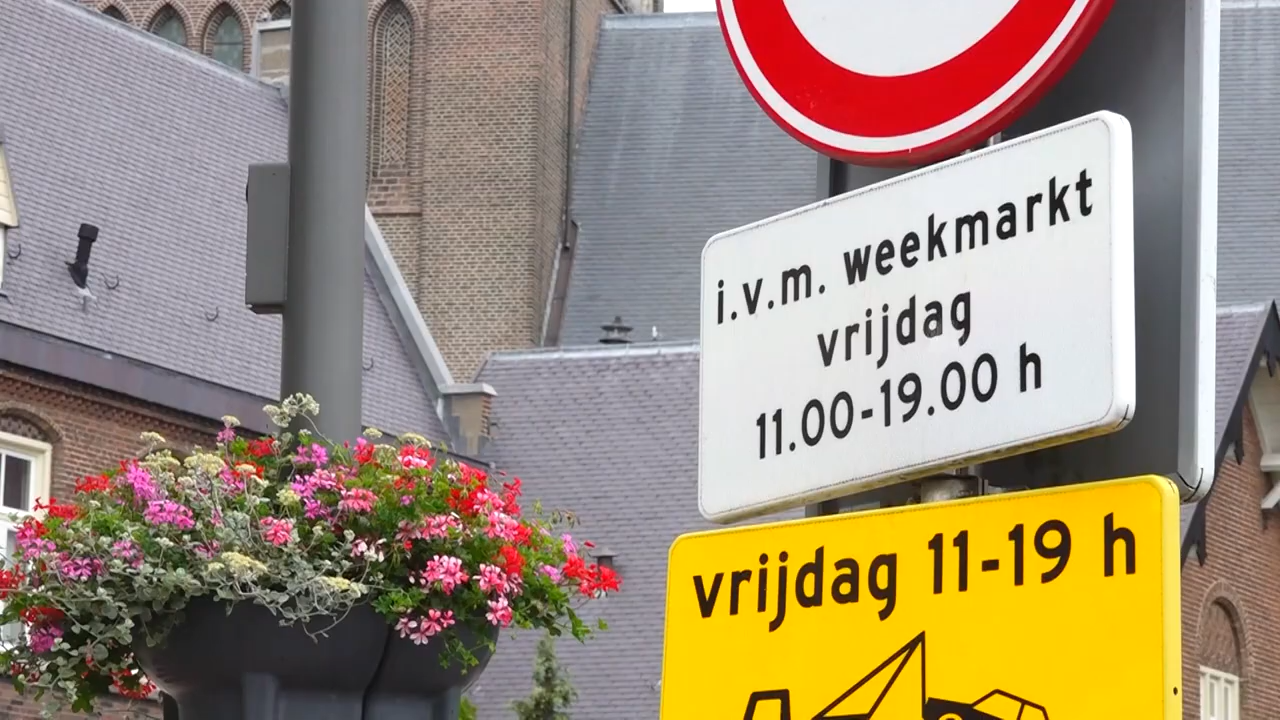 i.v.m. weekmarkt
vrijdag
11.00-19.00 h
vrijdag 11-19 h